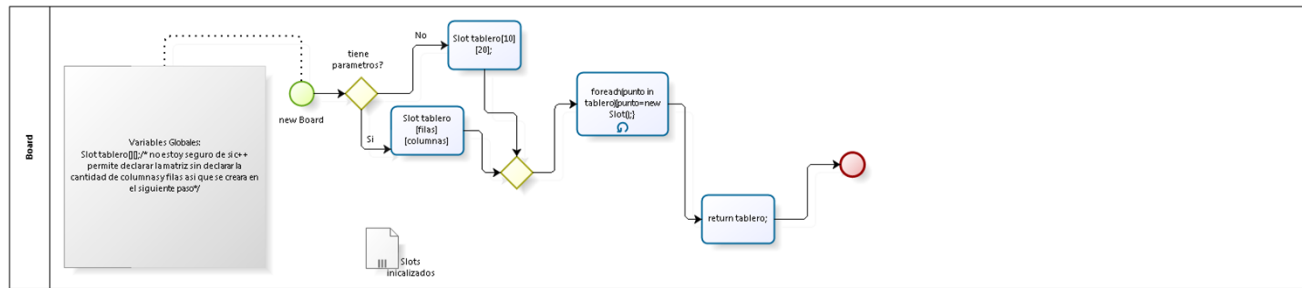 Board
Variables Globales:
Slot tablero[][];/* no estoy seguro de si c++
permite declarar la matriz sin declarar la
cantidad de columnas y filas asi que se creara en
el siguiente paso*/
new Board
tiene
parametros?
No
Slot tablero[10]
[20];
Si
Slot tablero
[filas]
[columnas]
foreach(punto in
tablero){punto=new
Slot();}
return tablero;
Slots
inicalizados